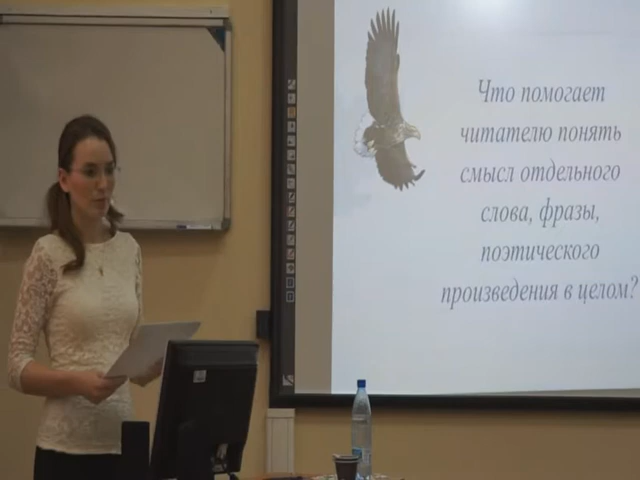 Что помогает
читателю понять
смысл отдельного
слова, фразы,
поэтического
произведения в целом?